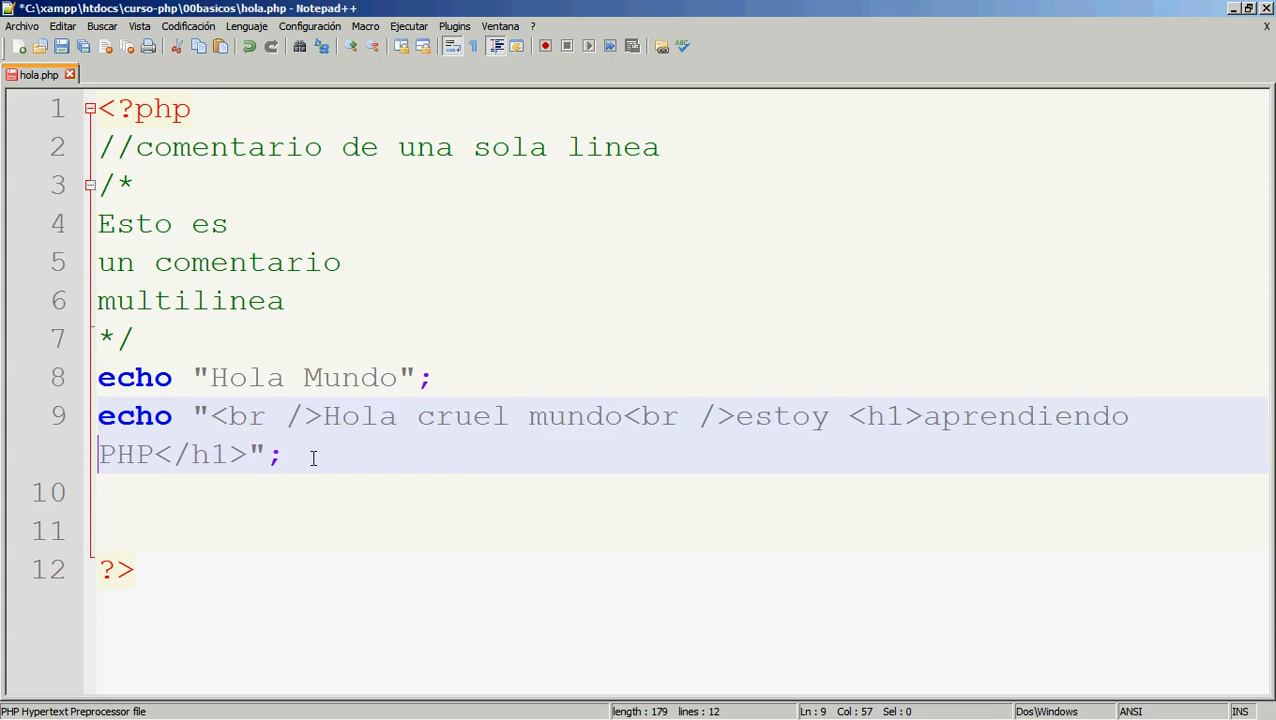 *C:\xampp\htdocs\curso-php\00basicos\hola.php - Notepad++
Archivo Editar Buscar Vista Codificación Lenguaje Configuración Macro Ejecutar Plugins Ventana ? X
hola.php
1 <?php
2 //comentario de una sola linea
3 /*
4 Esto es
5 un comentario
6 multilinea
7 */
8 echo "Hola Mundo";
9 echo "<br />Hola cruel mundo<br />estoy <h1>aprendiendo
PHP</h1>";
10
11
12 ?>
PHP Hypertext Preprocessor file length : 179 lines : 12 Ln : 9 Col : 57 Sel : 0 Dos\Windows ANSI INS